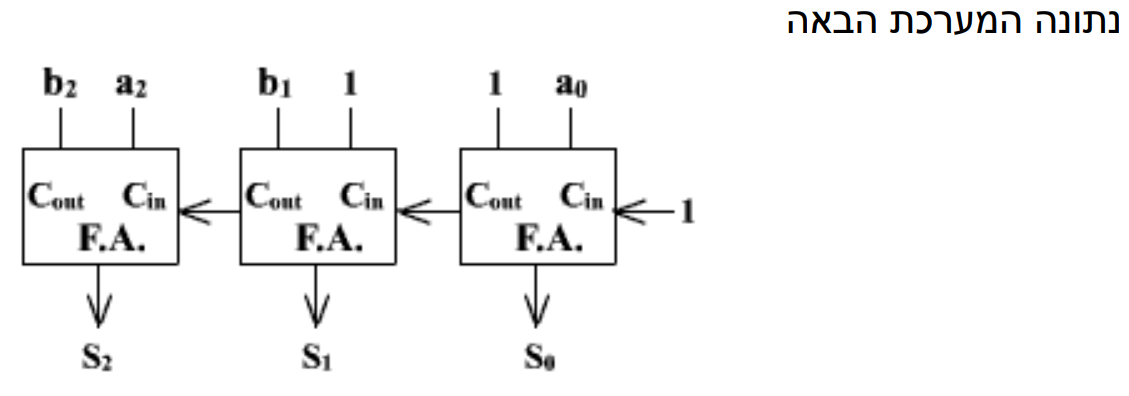 נתונה המערכת הבאה
b2 a2 b1 1 1 a0
Cout Cin Cout Cin Cout Cin 1
F.A. F.A. F.A.
S2 S1 S0